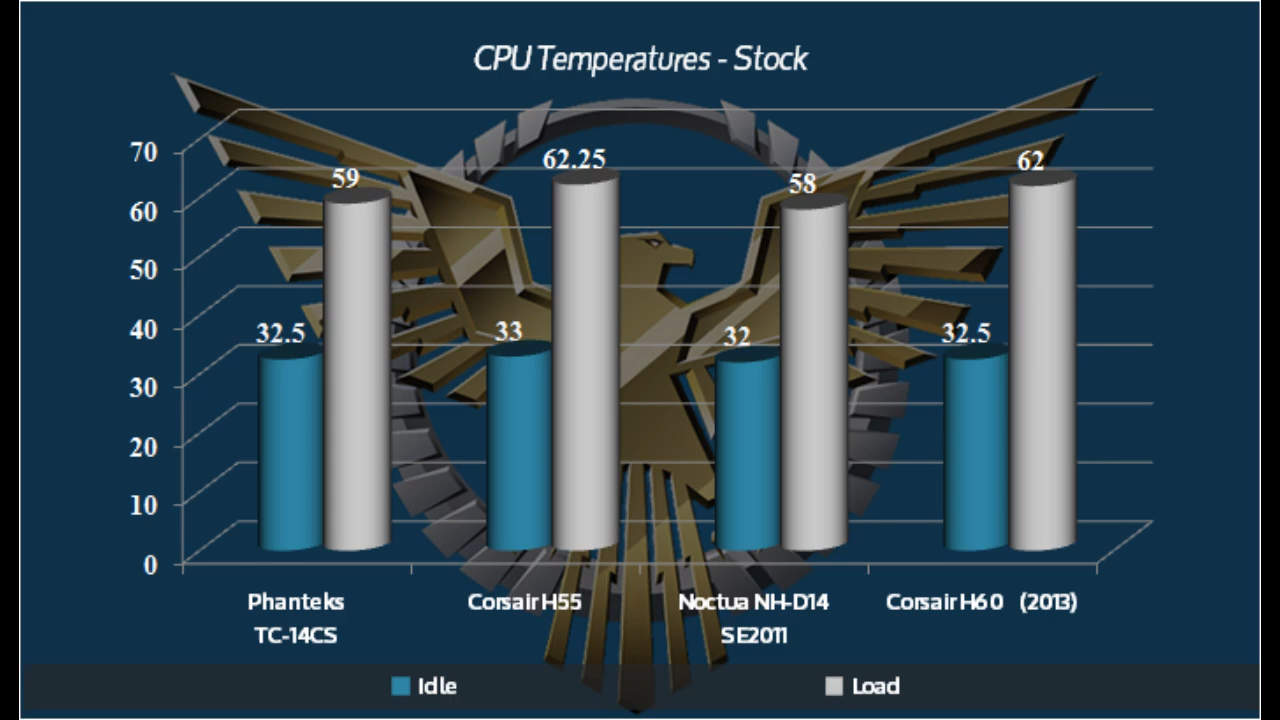 CPU Temperatures - Stock
70
60
50
40
30
20
10
0
32.5
59
33
62.25
32
58
32.5
62
Phanteks
TC-14CS
Corsair H55
Noctua NH-D14
SE2011
Corsair H60 (2013)
Idle
Load